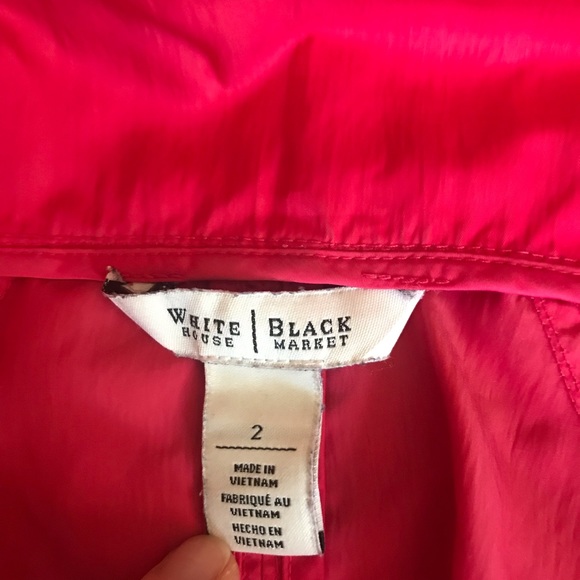 WHITE | BLACK
HOUSE | MARKET
2
MADE IN
VIETNAM
FABRIQUÉ AU
VIETNAM
HECHO EN
VIETNAM